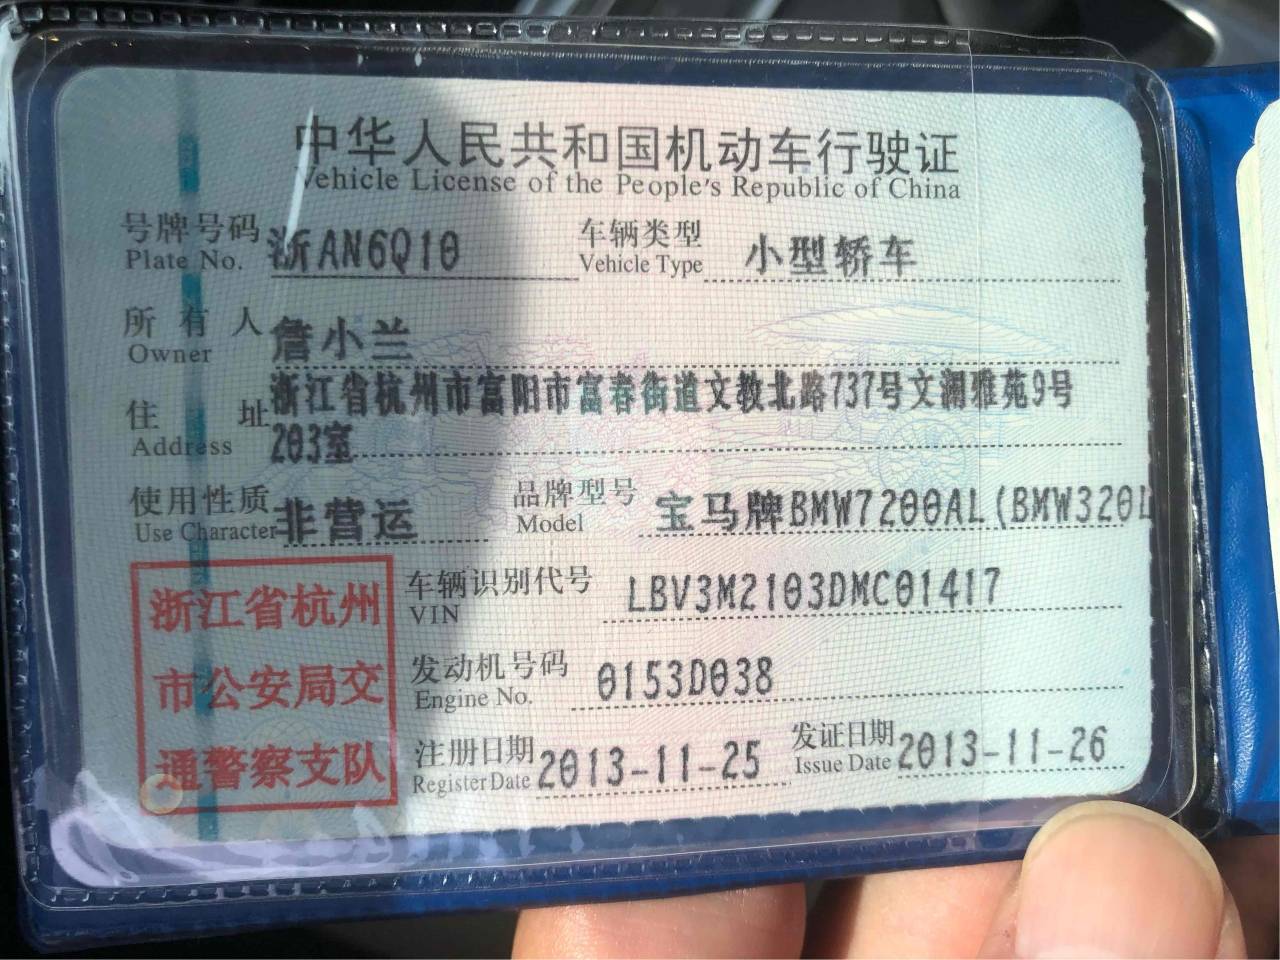 中华人民共和国机动车行驶证
Vehicle License of the People's Republic of China
号牌号码 浙AN6Q10 车辆类型 小型轿车
Plate No. Vehicle Type
所有人 詹小兰
Owner
住址 浙江省杭州市富阳市富春街道文教北路737号文澜雅苑9号
Address 203室
使用性质 非营运 品牌型号 宝马牌BMW7200AL(BMW320L
Use Character Model
浙江省杭州
市公安局交
通警察支队
车辆识别代号 LBV3M2103DMC01417
VIN
发动机号码 0153D038
Engine No.
注册日期 2013-11-25 发证日期 2013-11-26
Register Date Issue Date